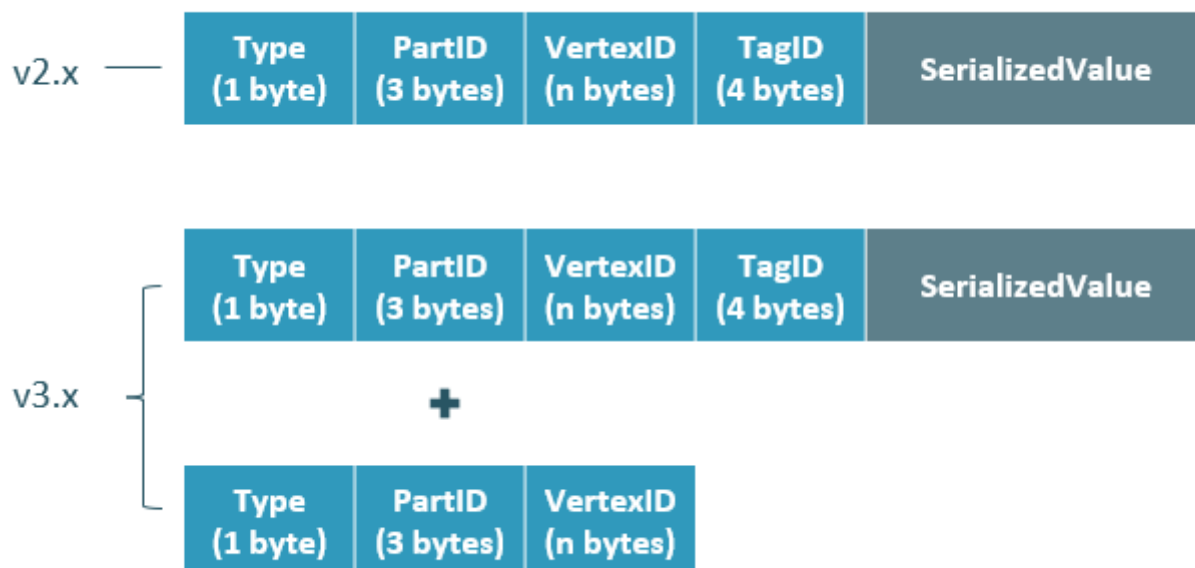 v2.x
Type PartID VertexID TagID
(1 byte) (3 bytes) (n bytes) (4 bytes)
SerializedValue
v3.x
Type PartID VertexID TagID
(1 byte) (3 bytes) (n bytes) (4 bytes)
SerializedValue
+
Type PartID VertexID
(1 byte) (3 bytes) (n bytes)